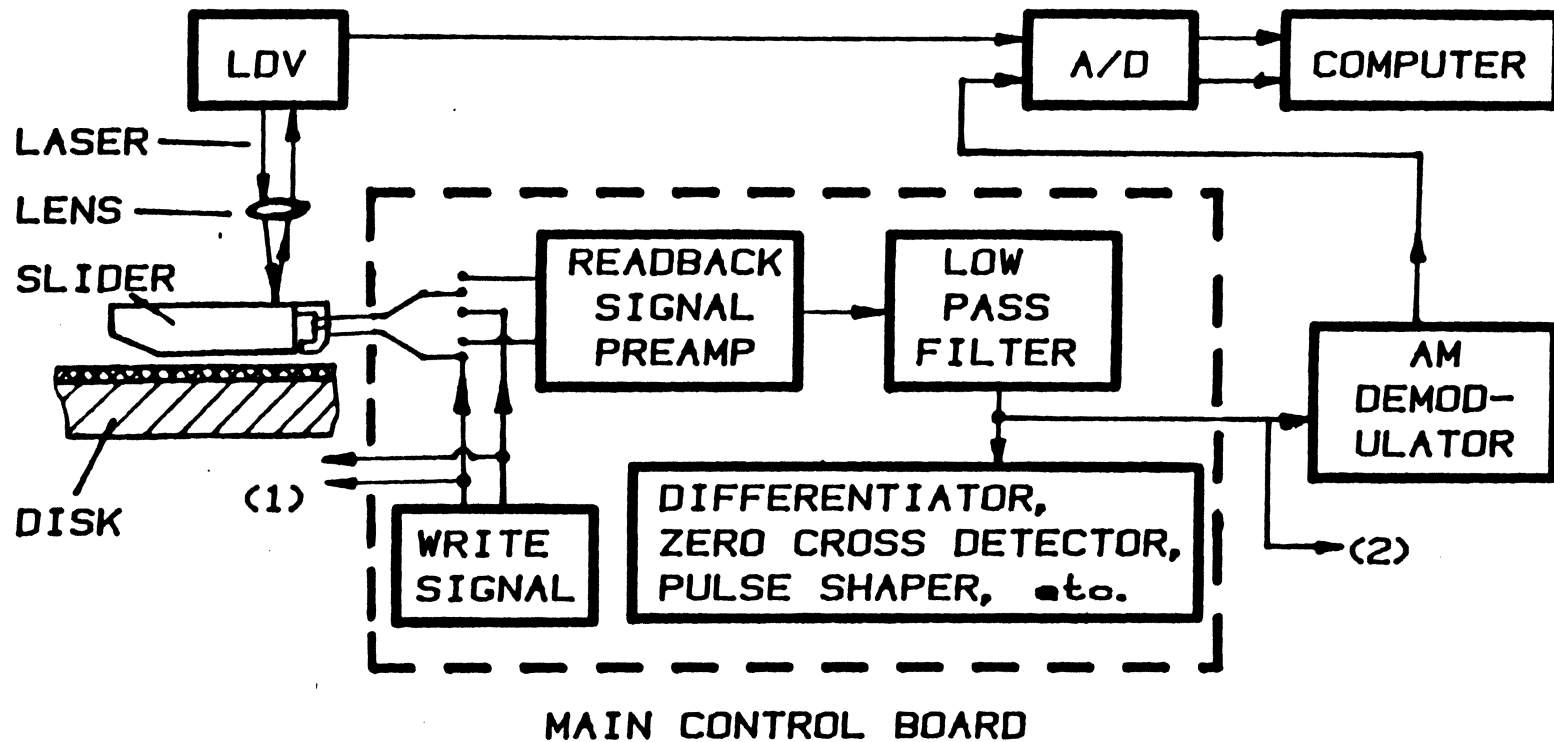 LDV
A/D
COMPUTER
LASER
LENS
SLIDER
READBACK
SIGNAL
PREAMP
LOW
PASS
FILTER
AM
DEMOD-
ULATOR
(1)
DISK
WRITE
SIGNAL
DIFFERENTIATOR,
ZERO CROSS DETECTOR,
PULSE SHAPER, etc.
(2)
MAIN CONTROL BOARD